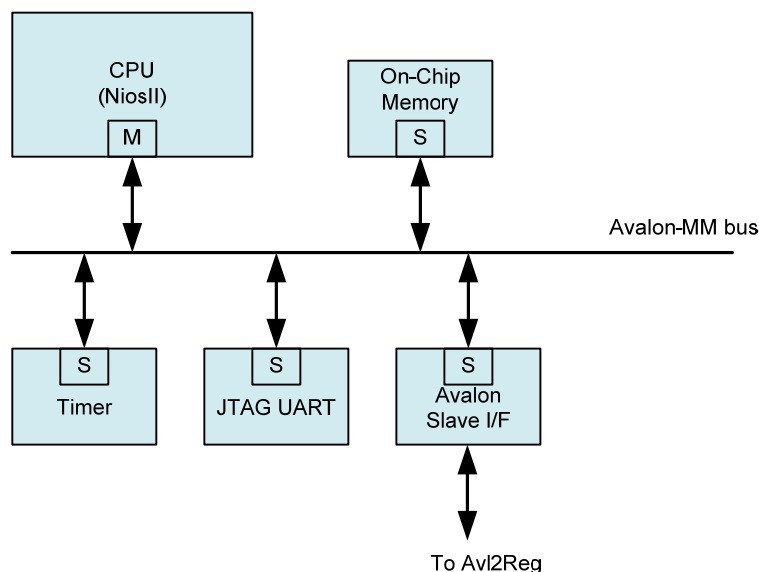 CPU
(NiosII)
M
On-Chip
Memory
S
Avalon-MM bus
S
Timer
S
JTAG UART
S
Avalon
Slave I/F
To Avl2Reg